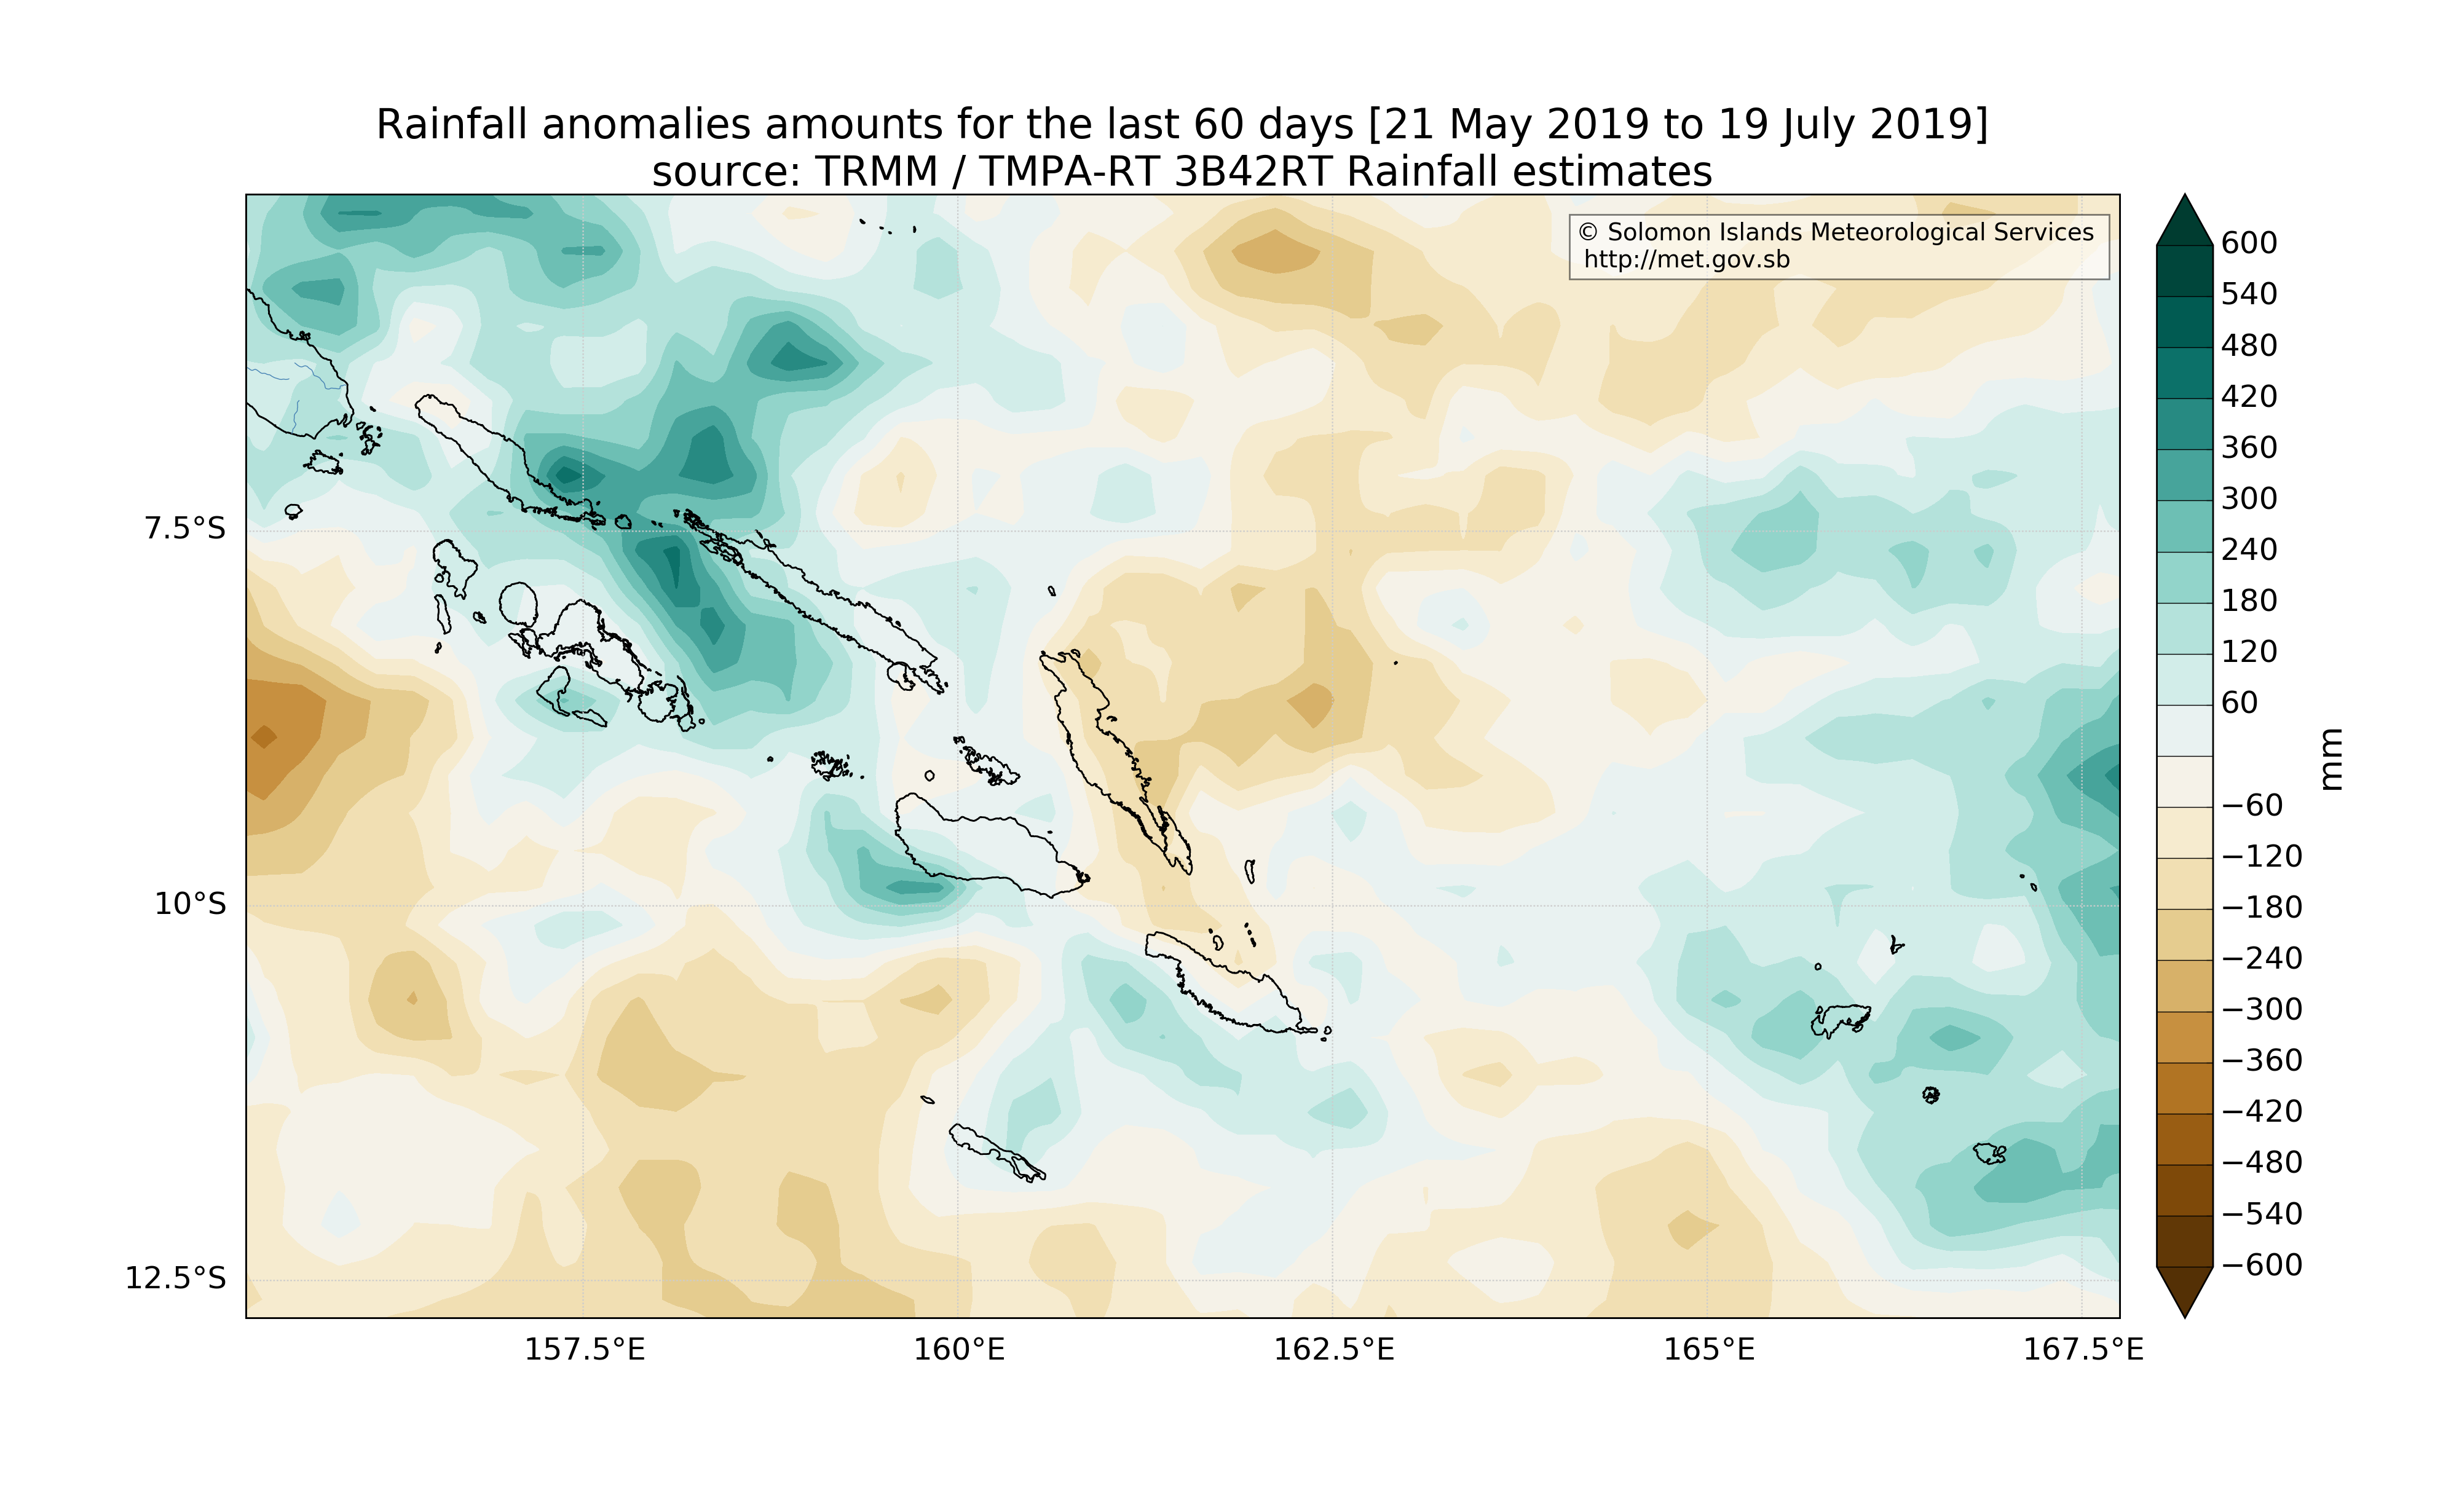 Rainfall anomalies amounts for the last 60 days [21 May 2019 to 19 July 2019]
source: TRMM / TMPA-RT 3B42RT Rainfall estimates
© Solomon Islands Meteorological Services
http://met.gov.sb
7.5°S
10°S
12.5°S
157.5°E
160°E
162.5°E
165°E
167.5°E
600
540
480
420
360
300
240
180
120
60
−60
−120
−180
−240
−300
−360
−420
−480
−540
−600
mm